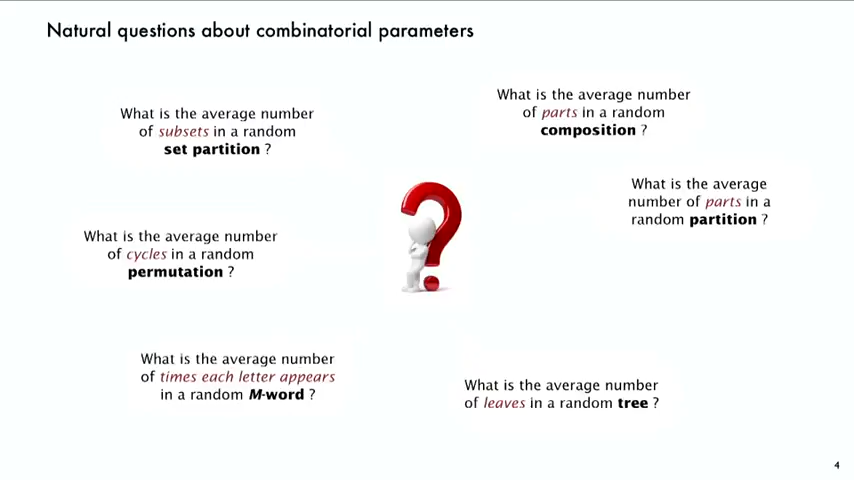 Natural questions about combinatorial parameters
What is the average number
of subsets in a random
set partition ?
What is the average number
of parts in a random
composition ?
What is the average
number of parts in a
random partition ?
What is the average number
of cycles in a random
permutation ?
What is the average number
of times each letter appears
in a random M-word ?
What is the average number
of leaves in a random tree ?
4